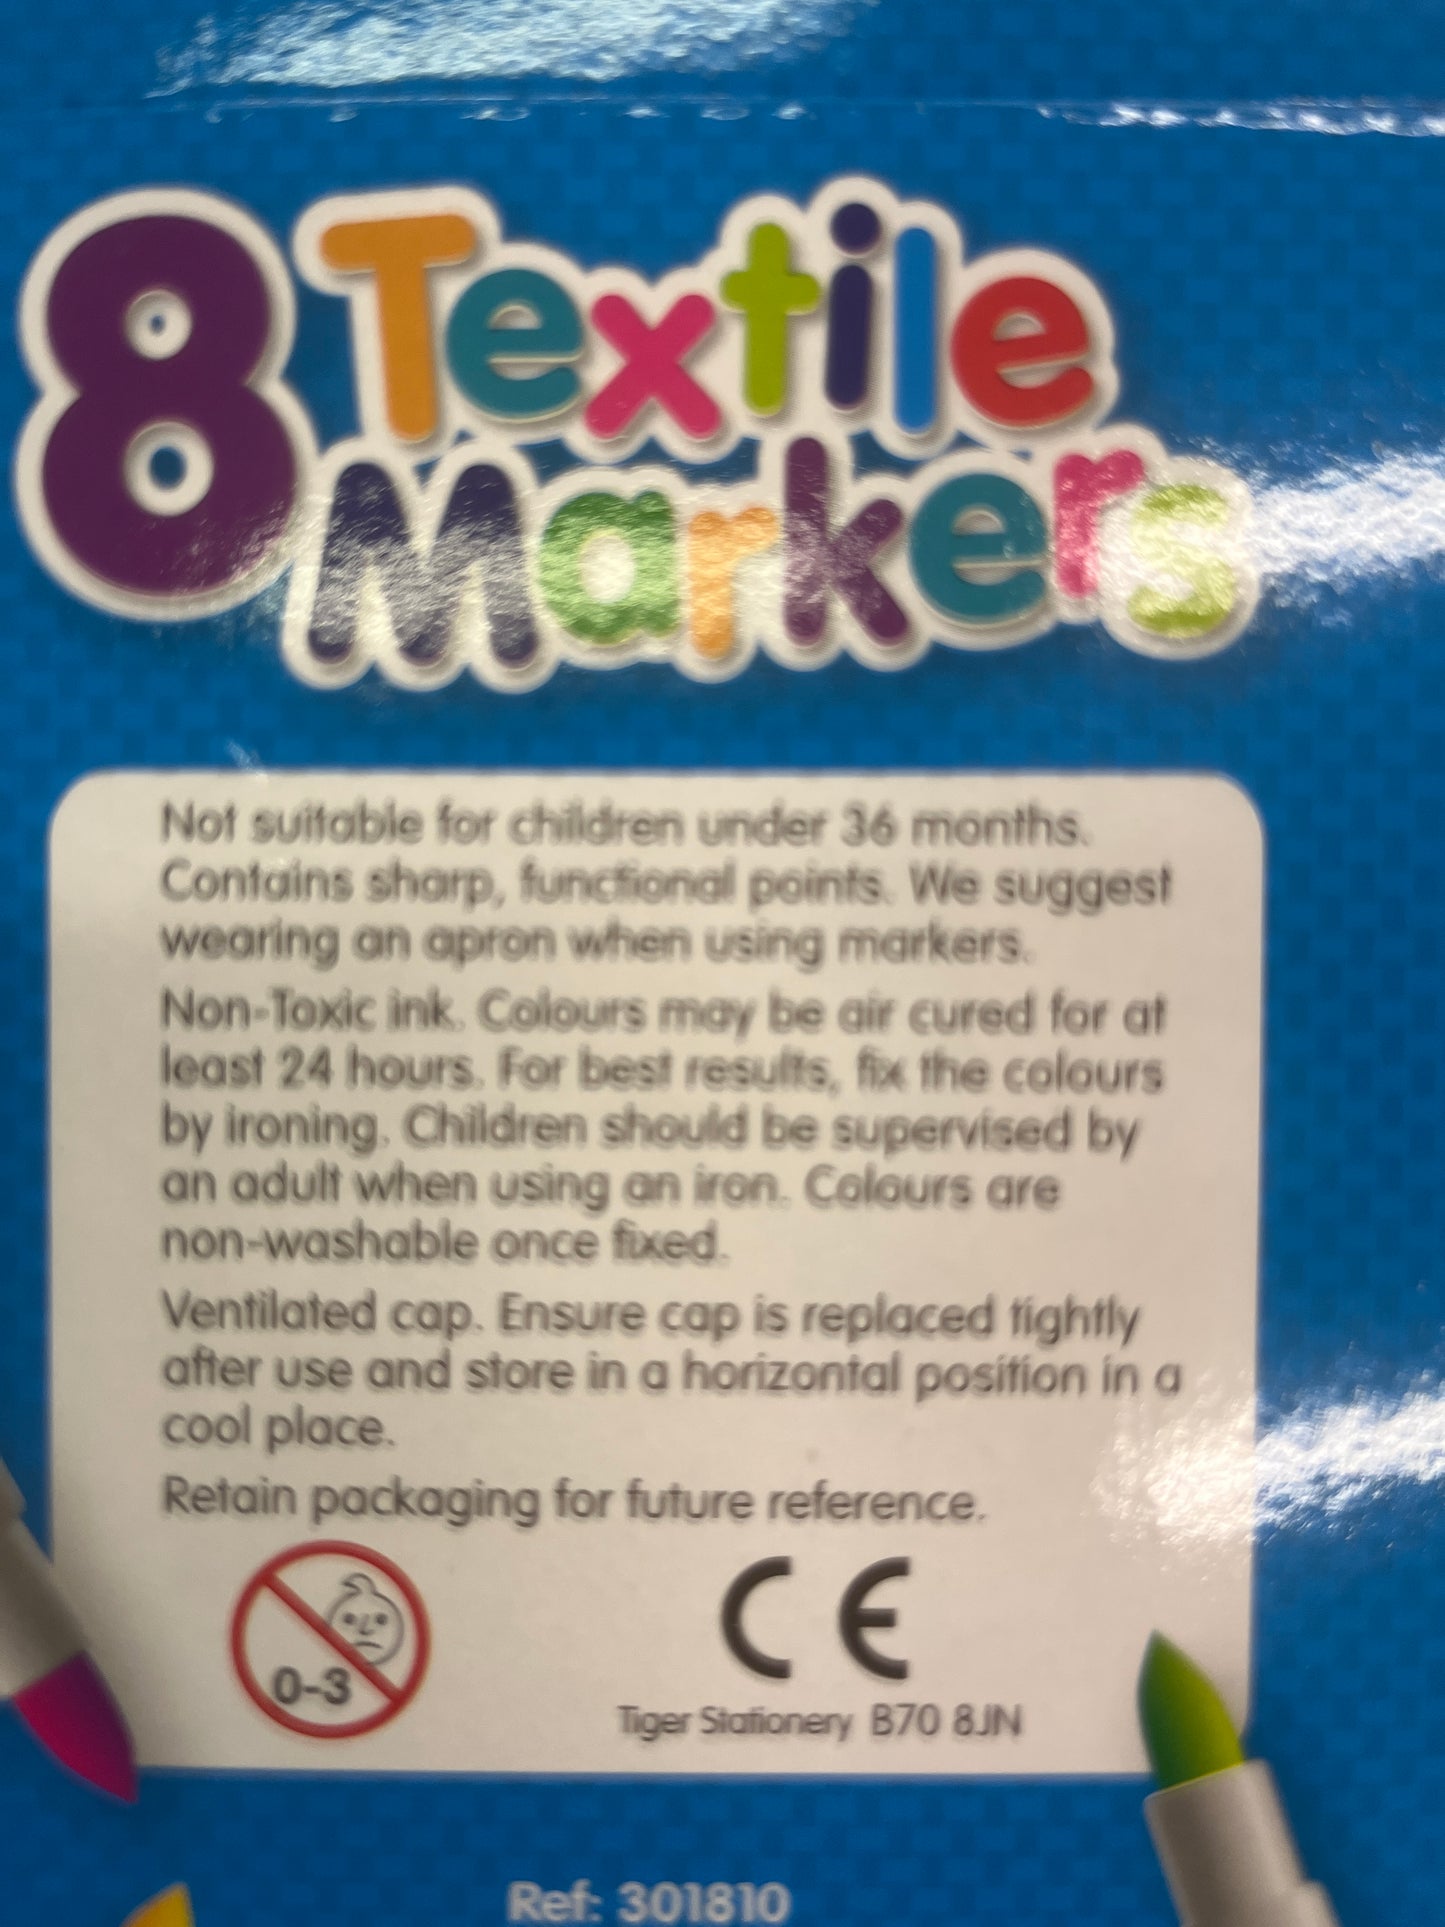 8 Textile
Markers
Not suitable for children under 36 months.
Contains sharp, functional points. We suggest
wearing an apron when using markers.
Non-Toxic ink. Colours may be air cured for at
least 24 hours. For best results, fix the colours
by ironing. Children should be supervised by
an adult when using an iron. Colours are
non-washable once fixed.
Ventilated cap. Ensure cap is replaced tightly
after use and store in a horizontal position in a
cool place.
Retain packaging for future reference.
0-3
CE
Tiger Stationery B70 8JN
Ref: 301810